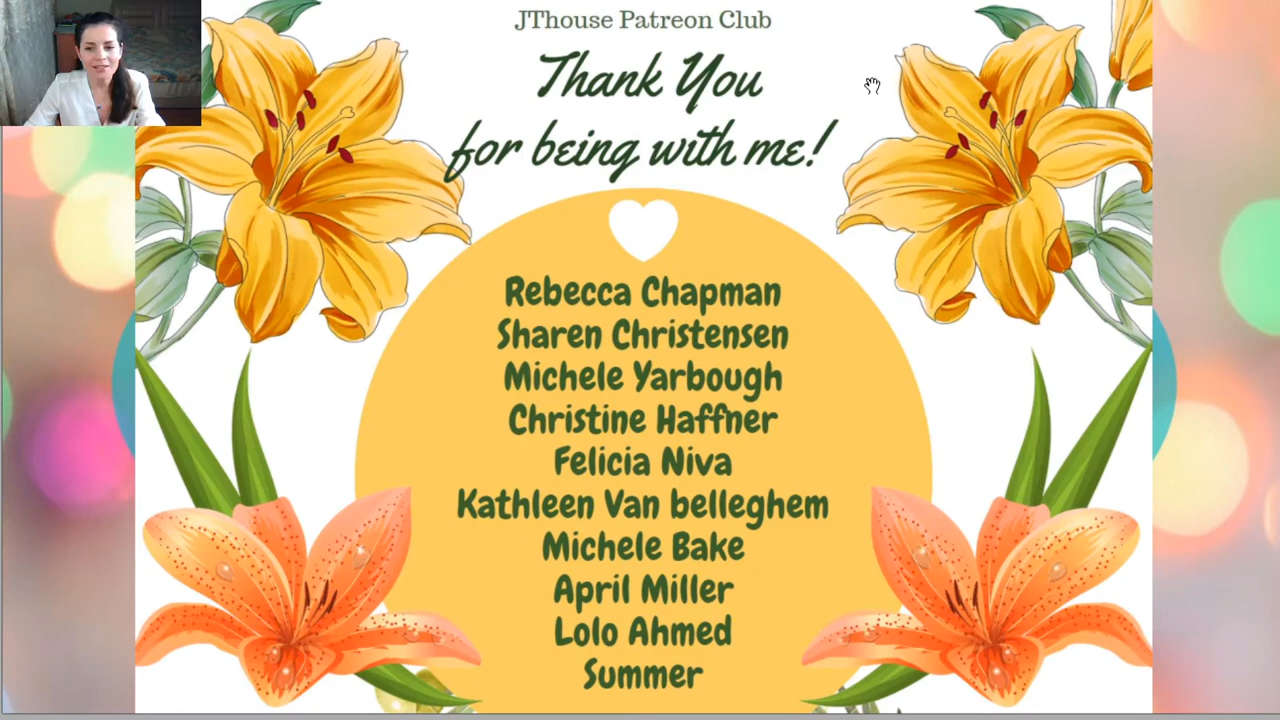 JThouse Patreon Club
Thank You
for being with me!
Rebecca Chapman
Sharen Christensen
Michele Yarbough
Christine Haffner
Felicia Niva
Kathleen Van belleghem
Michele Bake
April Miller
Lolo Ahmed
Summer